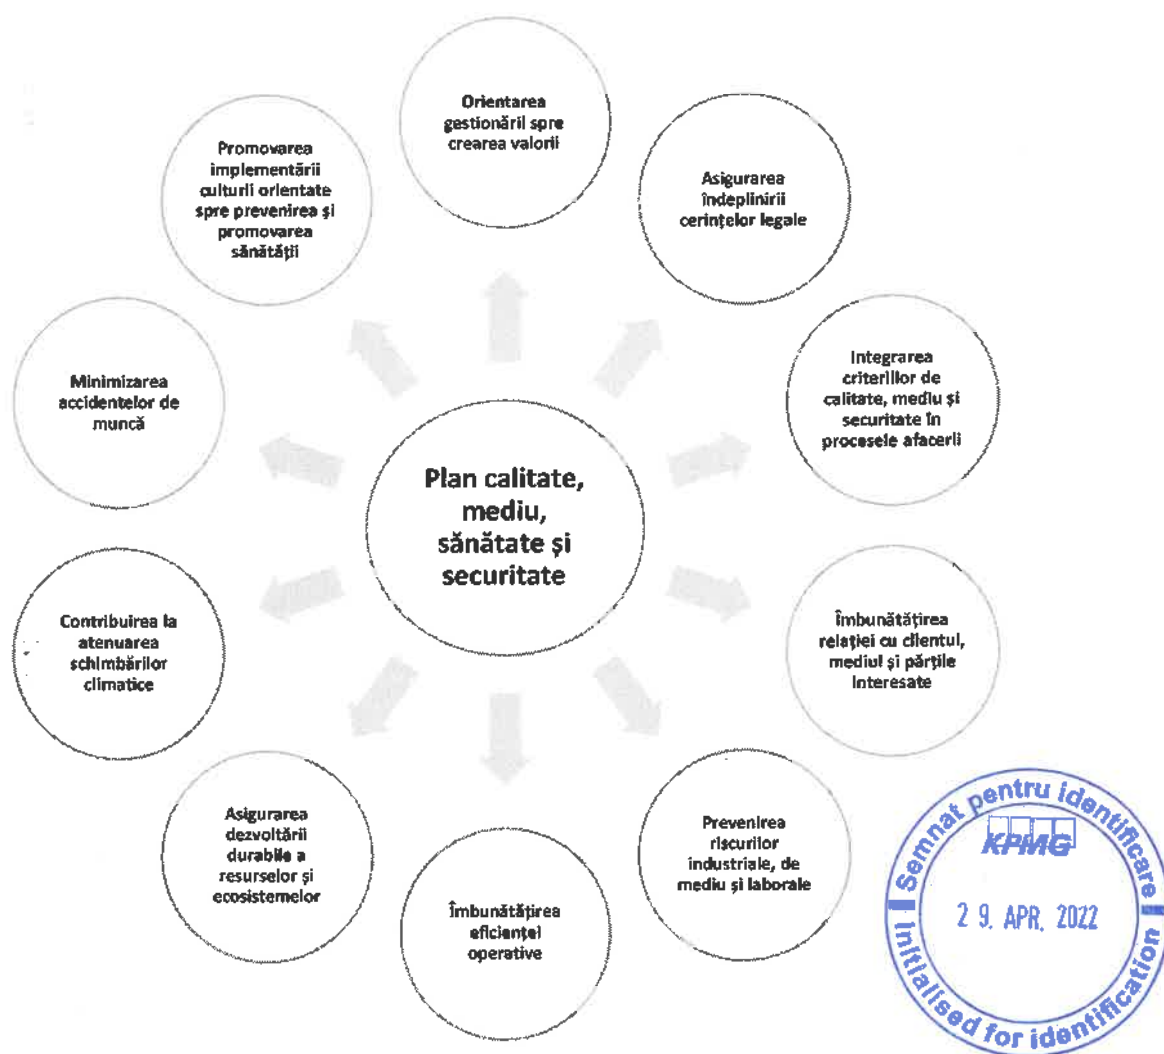 Orientarea
gestionării spre
crearea valorii
Asigurarea
îndeplinirii
cerințelor legale
Integrarea
criteriilor de
calitate, mediu și
securitate în
procesele afacerii
Îmbunătățirea
relației cu clientul,
mediul și părțile
interesate
Prevenirea
riscurilor
industriale, de
mediu și laborale
Îmbunătățirea
eficienței
operative
Asigurarea
dezvoltării
durabile a
resurselor și
ecosistemelor
Contribuirea la
atenuarea
schimbărilor
climatice
Minimizarea
accidentelor de
muncă
Promovarea
implementării
culturii orientate
spre prevenirea și
promovarea
sănătății
Plan calitate,
mediu,
sănătate și
securitate
Semnat pentru identificare
KPMG
29. APR. 2022
Initialised for identification